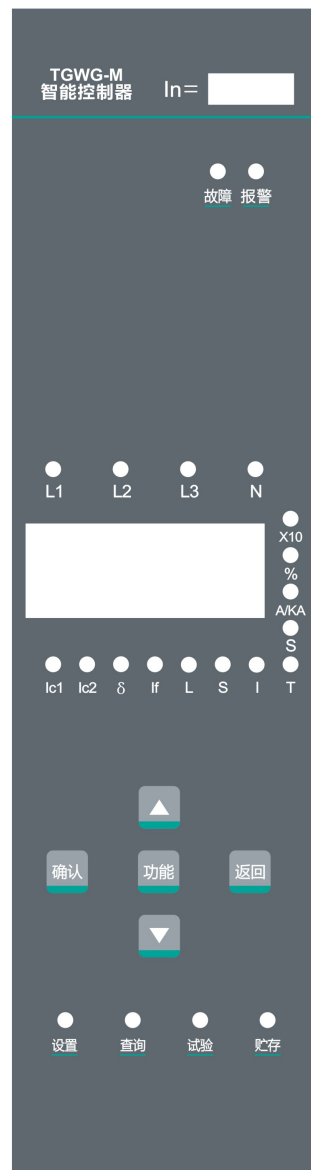 TGWG-M
智能控制器
In=
故障 报警
L1 L2 L3 N
X10
%
A/KA
S
Ic1 Ic2 δ If L S I T
确认 功能 返回
设置 查询 试验 贮存